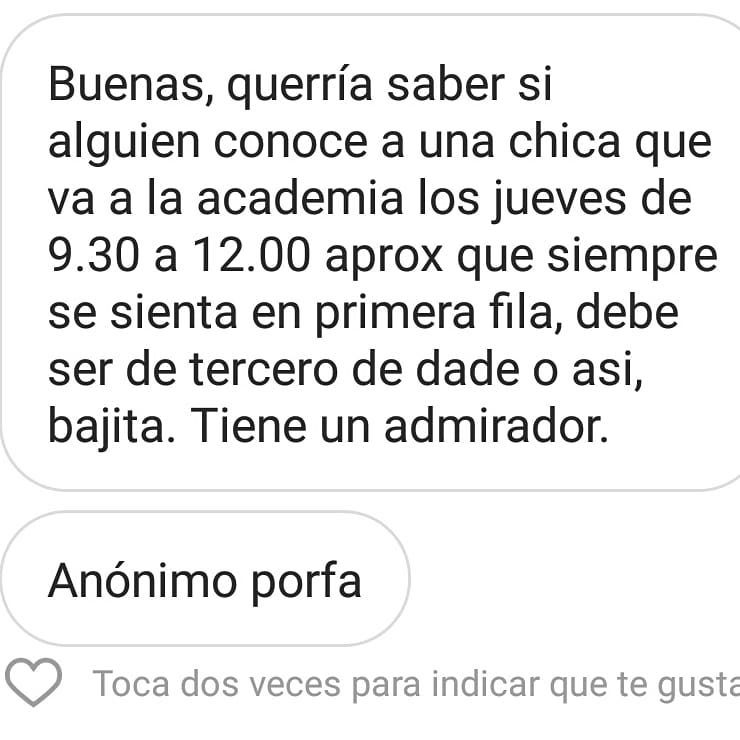 Buenas, querría saber si
alguien conoce a una chica que
va a la academia los jueves de
9.30 a 12.00 aprox que siempre
se sienta en primera fila, debe
ser de tercero de dade o asi,
bajita. Tiene un admirador.
Anónimo porfa
Toca dos veces para indicar que te gusta